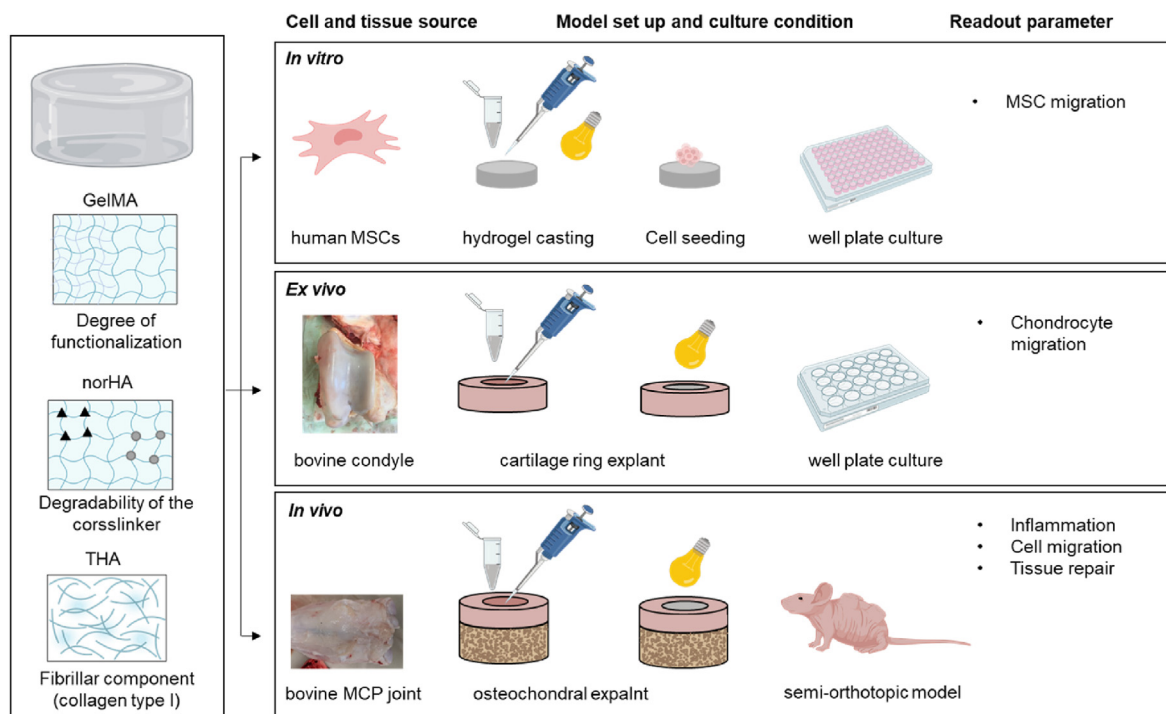 Cell and tissue source
Model set up and culture condition
Readout parameter
GelMA
Degree of
functionalization
norHA
Degradability of the
corsslinker
THA
Fibrillar component
(collagen type I)
In vitro
human MSCs
hydrogel casting
Cell seeding
well plate culture
• MSC migration
Ex vivo
bovine condyle
cartilage ring explant
well plate culture
• Chondrocyte
migration
In vivo
bovine MCP joint
osteochondral expalnt
semi-orthotopic model
• Inflammation
• Cell migration
• Tissue repair